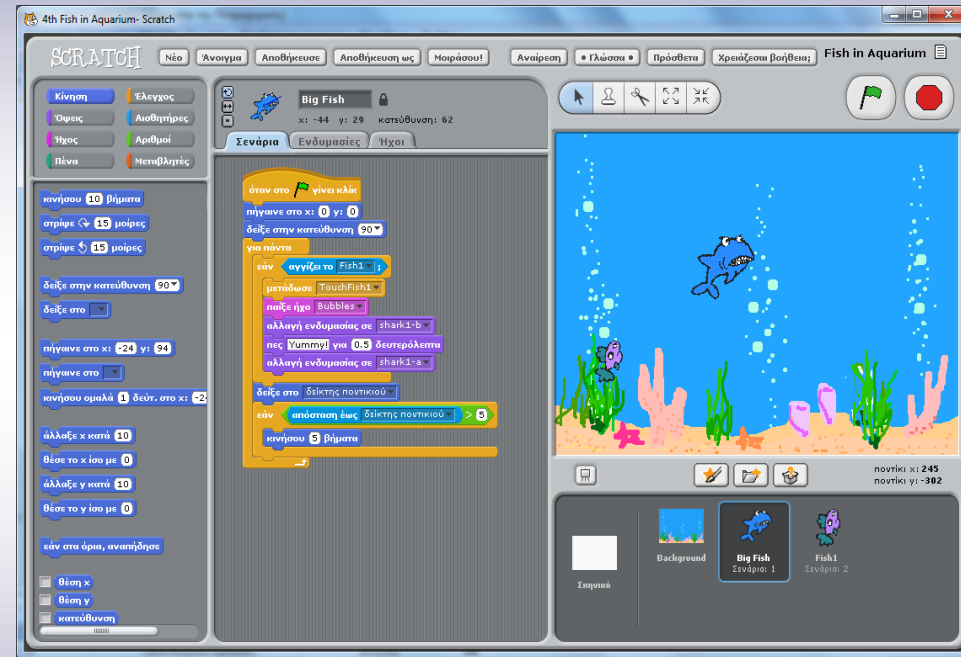 4th Fish in Aquarium- Scratch
SCRATCH Νέο Άνοιγμα Αποθήκευσε Αποθήκευση ως Μοιράσου! Αναίρεση • Γλώσσα • Πρόσθετα Χρειάζεσαι βοήθεια; Fish in Aquarium
Κίνηση Έλεγχος
Όψεις Αισθητήρες
Ήχος Αριθμοί
Πένα Μεταβλητές
Big Fish
x: -44 y: 29 κατεύθυνση: 62
Σενάρια Ενδυμασίες Ήχοι
κινήσου 10 βήματα
στρίψε 15 μοίρες
στρίψε 15 μοίρες
δείξε στην κατεύθυνση 90
δείξε στο
πήγαινε στο x: -24 y: 94
πήγαινε στο
κινήσου ομαλά 1 δεύτ. στο x: -2
άλλαξε x κατά 10
θέσε το x ίσο με 0
άλλαξε y κατά 10
θέσε το y ίσο με 0
εάν στα όρια, αναπήδησε
θέση x
θέση y
κατεύθυνση
όταν στο γίνει κλίκ
πήγαινε στο x: 0 y: 0
δείξε στην κατεύθυνση 90
για πάντα
εάν αγγίζει το Fish1 ;
μετάδωσε TouchFish1
παίξε ήχο Bubbles
αλλαγή ενδυμασίας σε shark1-b
πες Yummy! για 0.5 δευτερόλεπτα
αλλαγή ενδυμασίας σε shark1-a
δείξε στο δείκτης ποντικιού
εάν απόσταση έως δείκτης ποντικιού > 5
κινήσου 5 βήματα
ποντίκι x: 245
ποντίκι y: -302
Σκηνικό
Background
Big Fish
Σενάρια: 1
Fish1
Σενάρια: 2